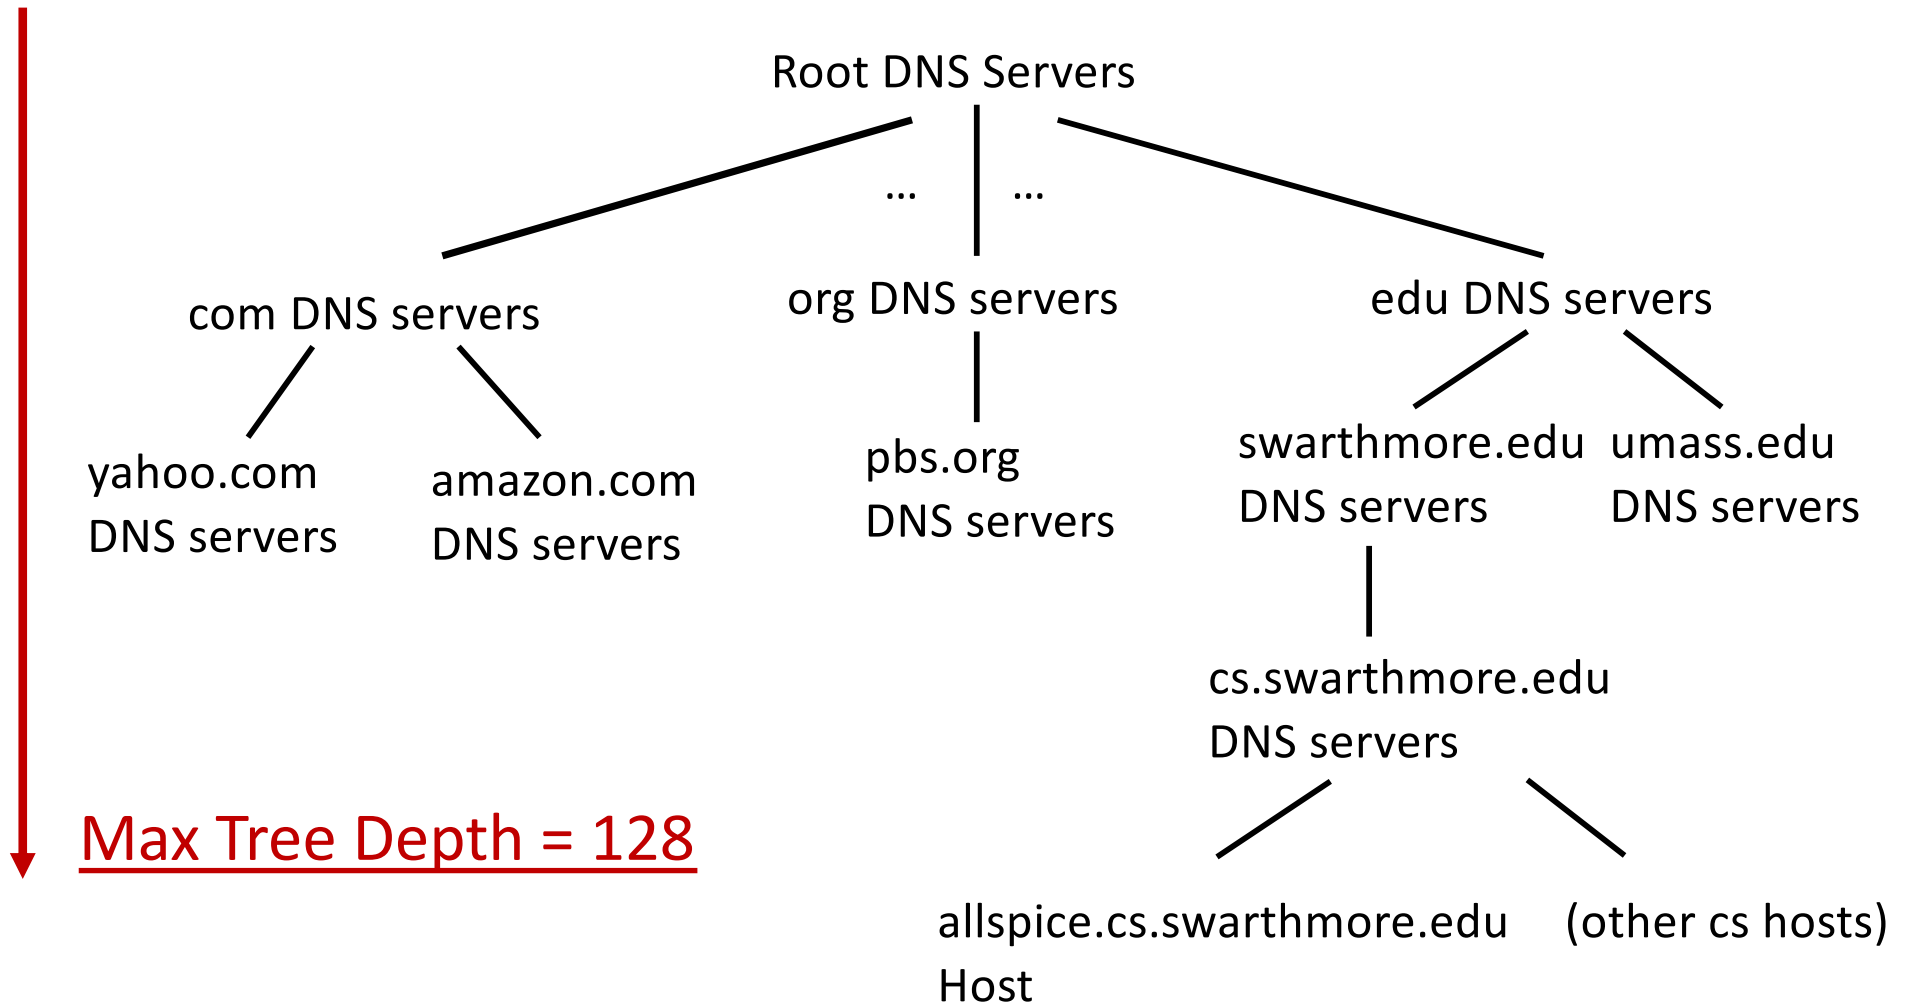 Root DNS Servers
... ...
com DNS servers
org DNS servers
edu DNS servers
yahoo.com
DNS servers
amazon.com
DNS servers
pbs.org
DNS servers
swarthmore.edu
DNS servers
umass.edu
DNS servers
cs.swarthmore.edu
DNS servers
Max Tree Depth = 128
allspice.cs.swarthmore.edu
Host
(other cs hosts)